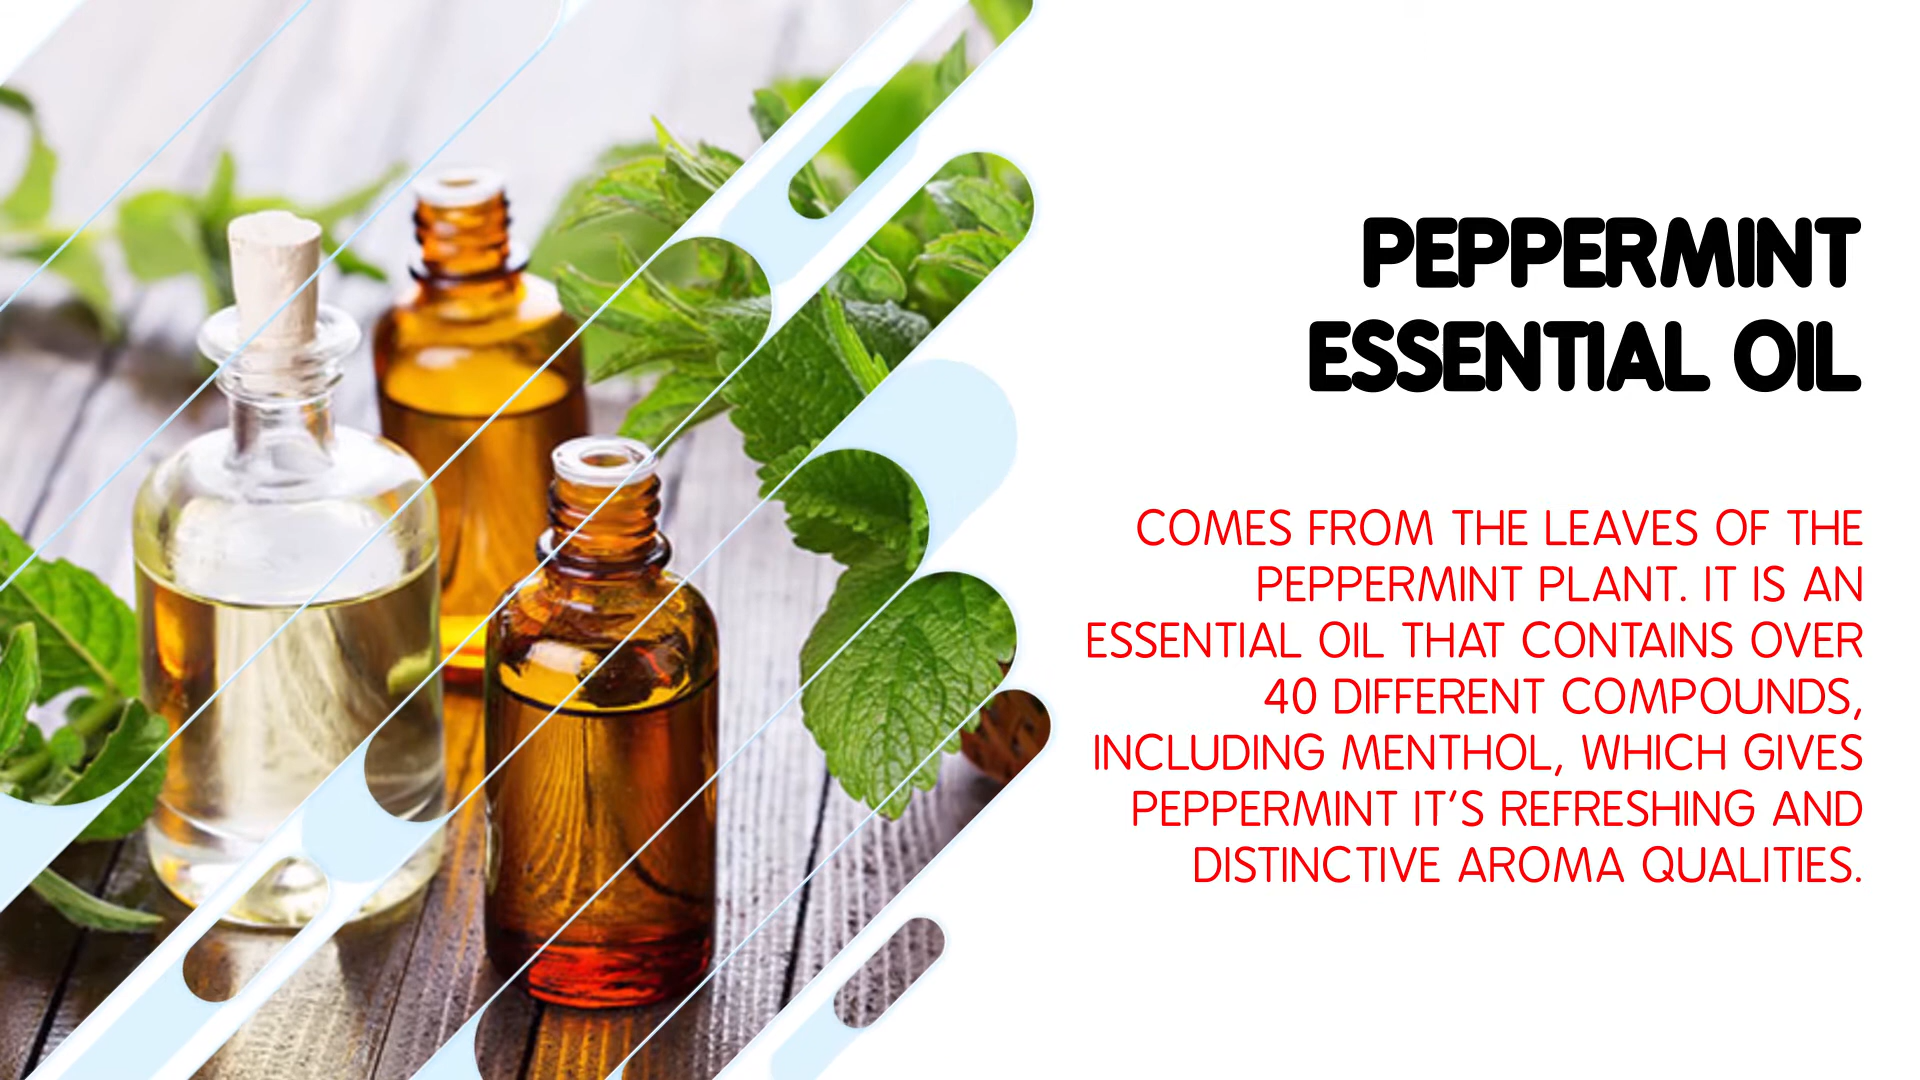 PEPPERMINT
ESSENTIAL OIL
COMES FROM THE LEAVES OF THE
PEPPERMINT PLANT. IT IS AN
ESSENTIAL OIL THAT CONTAINS OVER
40 DIFFERENT COMPOUNDS,
INCLUDING MENTHOL, WHICH GIVES
PEPPERMINT IT'S REFRESHING AND
DISTINCTIVE AROMA QUALITIES.